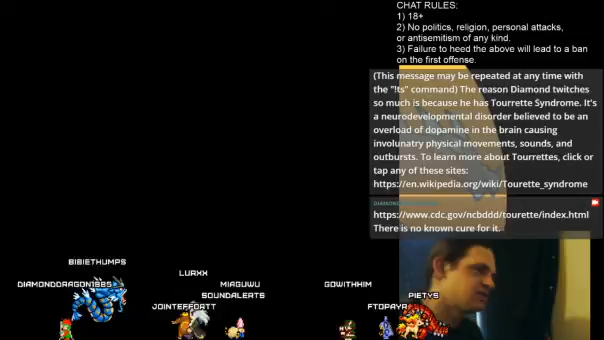 CHAT RULES:
1) 18+
2) No politics, religion, personal attacks,
or antisemitism of any kind.
3) Failure to heed the above will lead to a ban
on the first offense.
(This message may be repeated at any time with
the "!ts" command) The reason Diamond twitches
so much is because he has Tourrette Syndrome. It's
a neurodevelopmental disorder believed to be an
overload of dopamine in the brain causing
involunatry physical movements, sounds, and
outbursts. To learn more about Tourrettes, click or
tap any of these sites:
https://en.wikipedia.org/wiki/Tourette_syndrome
https://www.cdc.gov/ncbddd/tourette/index.html
There is no known cure for it.
BIBIETHUMPS
LURXX
DIAMONDDRAGON1985
MIAGUWU
GOWITHHIM
SOUNDALERTS
PIETYS
JOINTEFFORTT